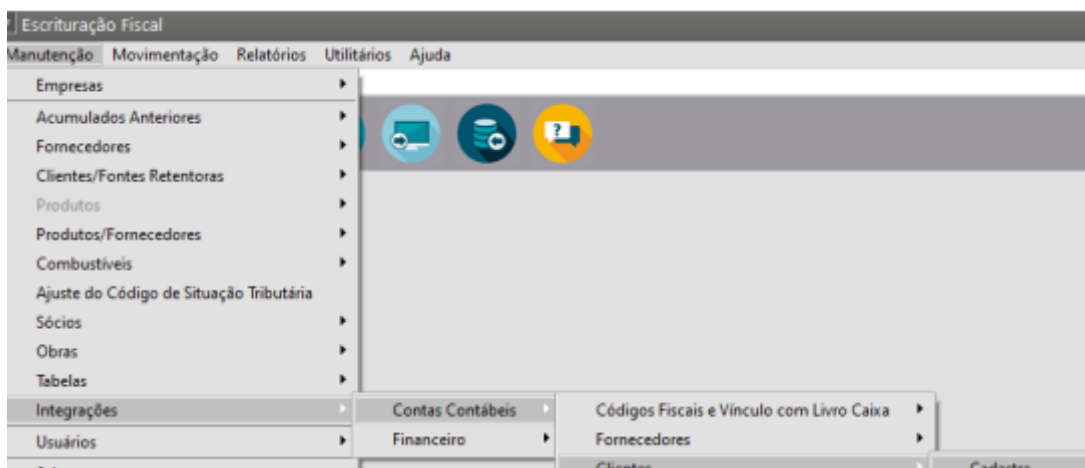 Escrituração Fiscal
Manutenção Movimentação Relatórios Utilitários Ajuda
Empresas
Acumulados Anteriores
Fornecedores
Clientes/Fontes Retentoras
Produtos
Produtos/Fornecedores
Combustíveis
Ajuste do Código de Situação Tributária
Sócios
Obras
Tabelas
Integrações Contas Contábeis Códigos Fiscais e Vínculo com Livro Caixa
Usuários Financeiro Fornecedores
Clientes Cadastra